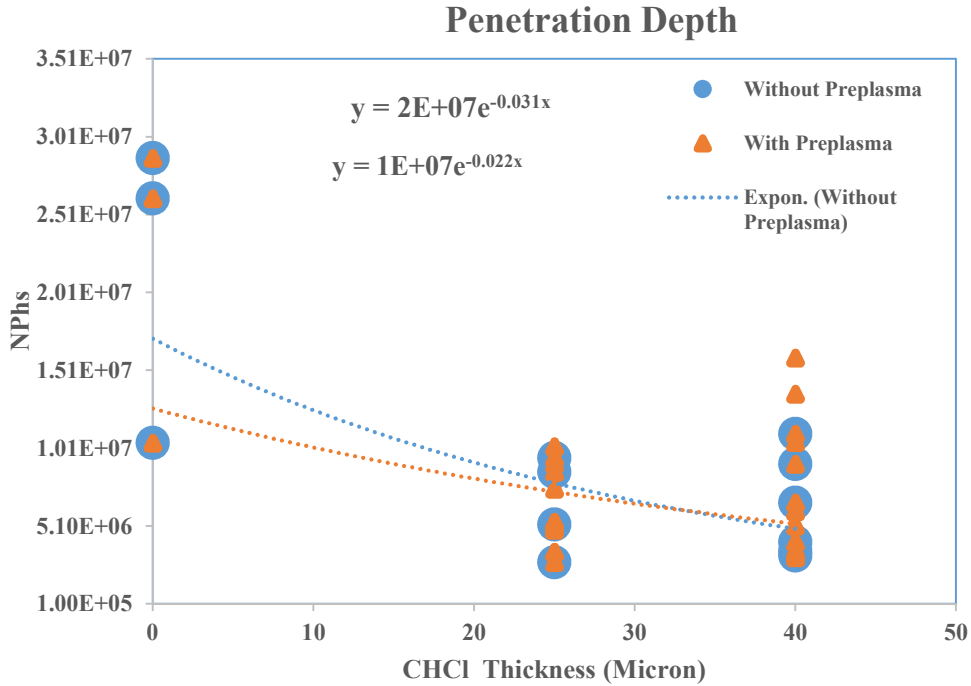 Penetration Depth
3.51E+07
3.01E+07
2.51E+07
2.01E+07
1.51E+07
1.01E+07
5.10E+06
1.00E+05
NPhs
y = 2E+07e^-0.031x
y = 1E+07e^-0.022x
Without Preplasma
With Preplasma
Expon. (Without
Preplasma)
0 10 20 30 40 50
CHCl Thickness (Micron)